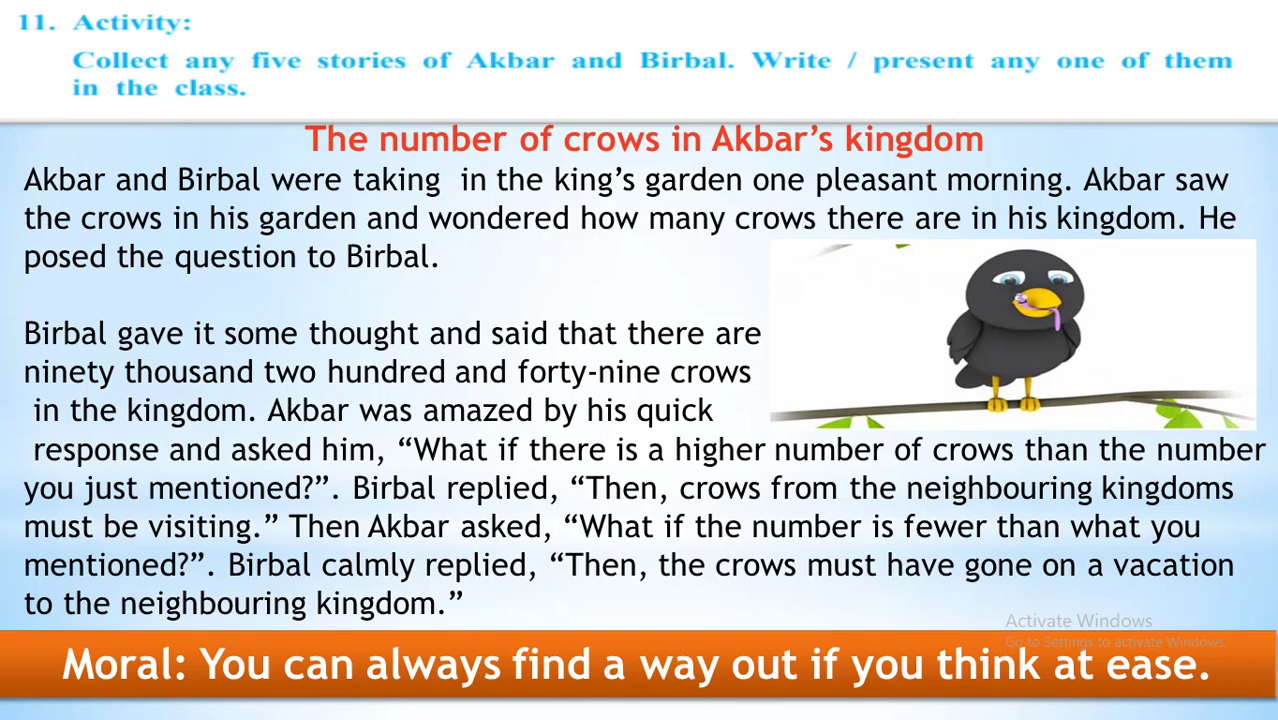 11. Activity:
Collect any five stories of Akbar and Birbal. Write / present any one of them
in the class.
The number of crows in Akbar’s kingdom
Akbar and Birbal were taking in the king’s garden one pleasant morning. Akbar saw
the crows in his garden and wondered how many crows there are in his kingdom. He
posed the question to Birbal.
Birbal gave it some thought and said that there are
ninety thousand two hundred and forty-nine crows
in the kingdom. Akbar was amazed by his quick
response and asked him, “What if there is a higher number of crows than the number
you just mentioned?”. Birbal replied, “Then, crows from the neighbouring kingdoms
must be visiting.” Then Akbar asked, “What if the number is fewer than what you
mentioned?”. Birbal calmly replied, “Then, the crows must have gone on a vacation
to the neighbouring kingdom.”
Activate Windows
Go to Settings to activate Windows.
Moral: You can always find a way out if you think at ease.